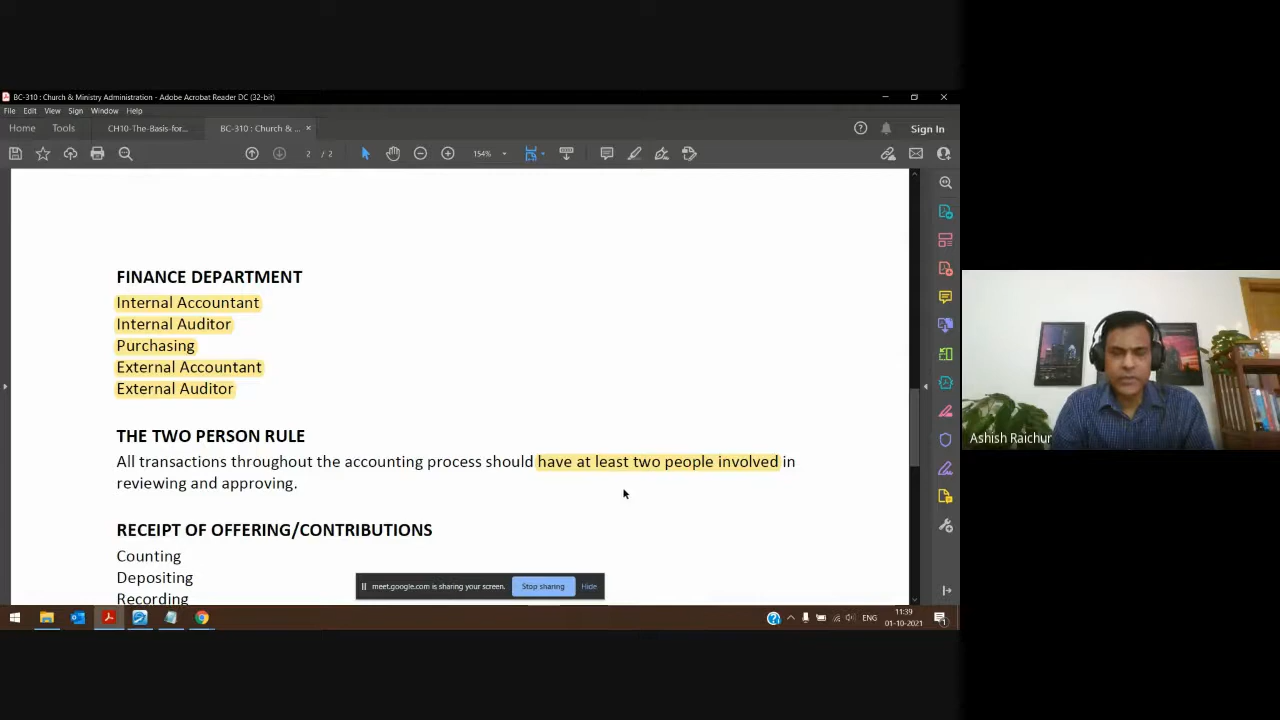 BC-310 : Church & Ministry Administration - Adobe Acrobat Reader DC (32-bit)
File Edit View Sign Window Help
Home Tools CH10-The-Basis-for... BC-310 : Church & ... × Sign In
2 / 2 154%
FINANCE DEPARTMENT
Internal Accountant
Internal Auditor
Purchasing
External Accountant
External Auditor
THE TWO PERSON RULE
All transactions throughout the accounting process should have at least two people involved in
reviewing and approving.
RECEIPT OF OFFERING/CONTRIBUTIONS
Counting
Depositing
Recording
meet.google.com is sharing your screen. Stop sharing Hide
ENG
11:39
01-10-2021
Ashish Raichur